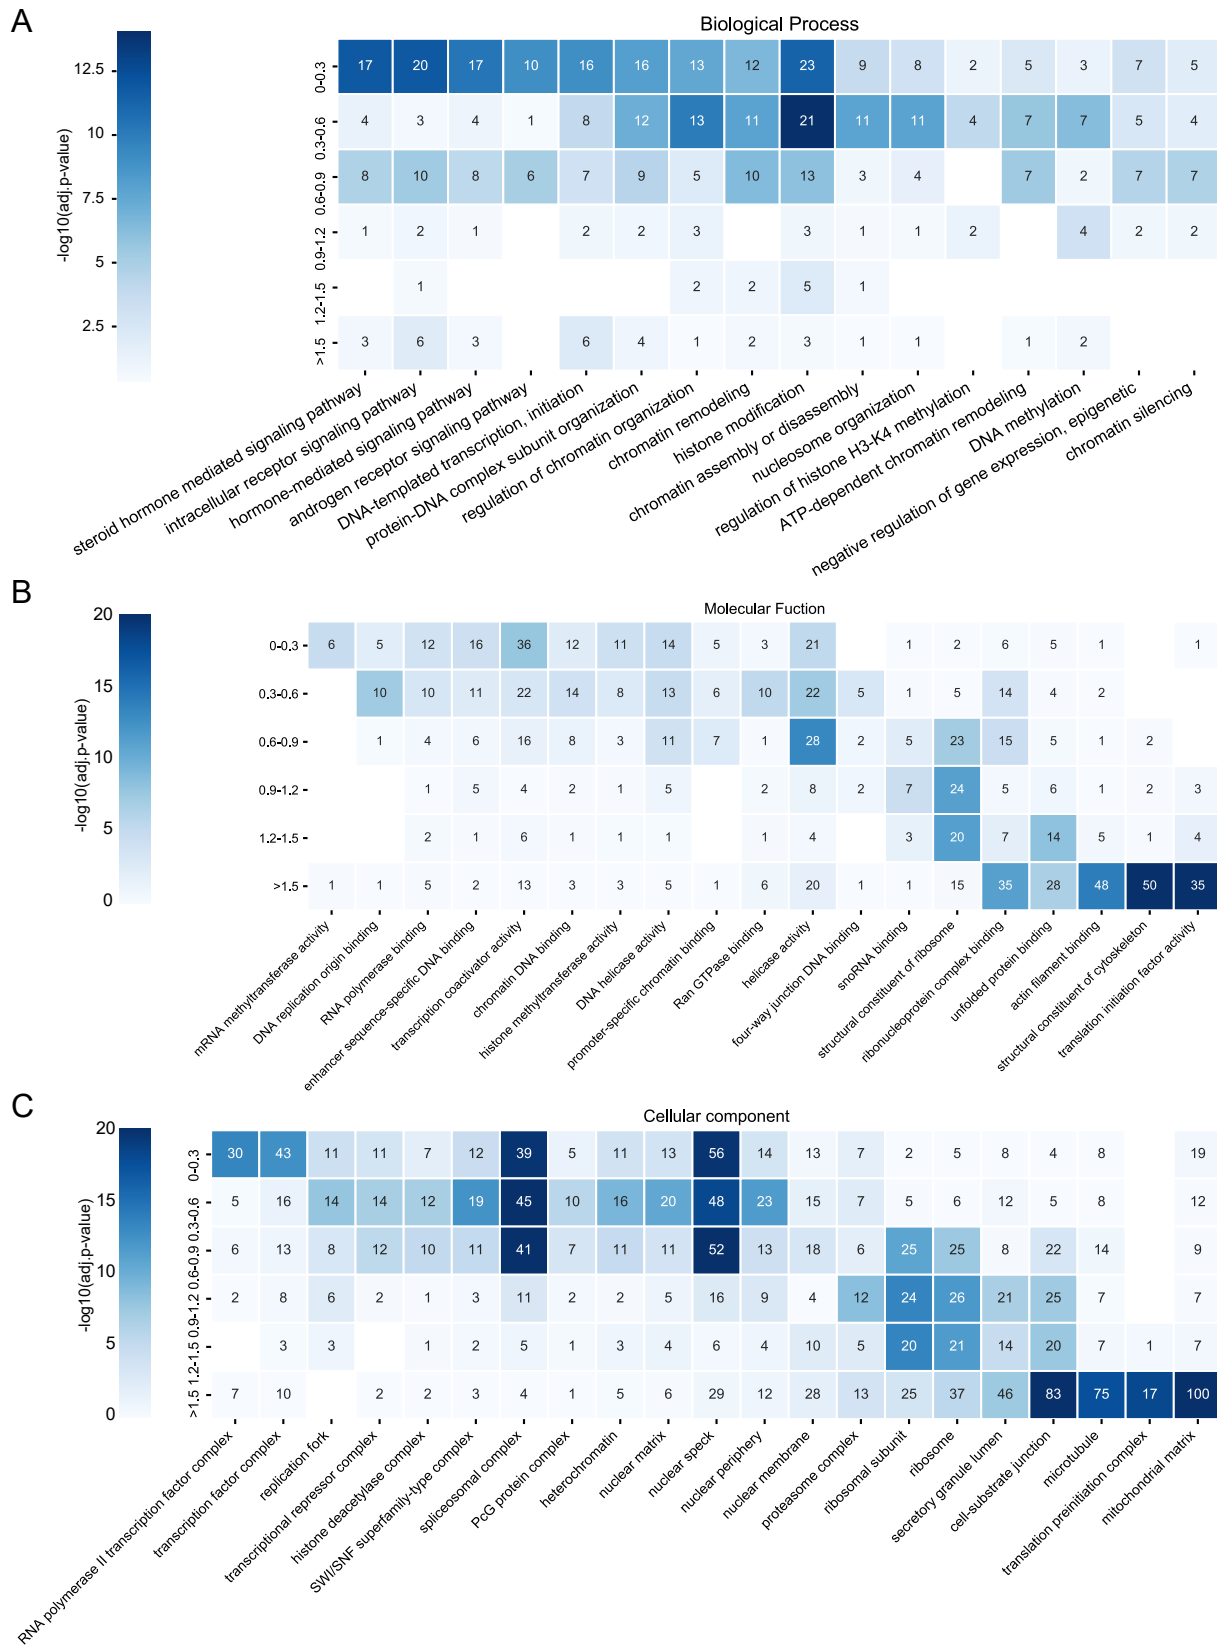 A
Biological Process
12.5
10
7.5
5
2.5
-log10(adj.p-value)
0-0.3 17 20 17 10 16 16 13 12 23 9 8 2 5 3 7 5
0.3-0.6 4 3 4 1 8 12 13 11 21 11 11 4 7 7 5 4
0.6-0.9 8 10 8 6 7 9 5 10 13 3 4 7 2 7 7
0.9-1.2 1 2 1 2 2 3 3 1 1 2 4 2 2
1.2-1.5 1 2 2 5 1
>1.5 3 6 3 6 4 1 2 3 1 1 1 2
steroid hormone mediated signaling pathway
intracellular receptor signaling pathway
hormone-mediated signaling pathway
androgen receptor signaling pathway
DNA-templated transcription, initiation
protein-DNA complex subunit organization
regulation of chromatin organization
chromatin remodeling
histone modification
chromatin assembly or disassembly
nucleosome organization
regulation of histone H3-K4 methylation
ATP-dependent chromatin remodeling
DNA methylation
negative regulation of gene expression, epigenetic
chromatin silencing
B
Molecular Fuction
20
15
10
5
0
-log10(adj.p-value)
0-0.3 6 5 12 16 36 12 11 14 5 3 21 1 2 6 5 1 1
0.3-0.6 10 10 11 22 14 8 13 6 10 22 5 1 5 14 4 2
0.6-0.9 1 4 6 16 8 3 11 7 1 28 2 5 23 15 5 1 2
0.9-1.2 1 5 4 2 1 5 2 8 2 7 24 5 6 1 2 3
1.2-1.5 2 1 6 1 1 1 1 4 3 20 7 14 5 1 4
>1.5 1 1 5 2 13 3 3 5 1 6 20 1 1 15 35 28 48 50 35
mRNA methyltransferase activity
DNA replication origin binding
RNA polymerase binding
enhancer sequence-specific DNA binding
transcription coactivator activity
chromatin DNA binding
histone methyltransferase activity
DNA helicase activity
promoter-specific chromatin binding
Ran GTPase binding
helicase activity
four-way junction DNA binding
snoRNA binding
structural constituent of ribosome
ribonucleoprotein complex binding
unfolded protein binding
actin filament binding
structural constituent of cytoskeleton
translation initiation factor activity
C
Cellular component
20
15
10
5
0
-log10(adj.p-value)
0-0.3 30 43 11 11 7 12 39 5 11 13 56 14 13 7 2 5 8 4 8 19
0.3-0.6 5 16 14 14 12 19 45 10 16 20 48 23 15 7 5 6 12 5 8 12
0.6-0.9 6 13 8 12 10 11 41 7 11 11 52 13 18 6 25 25 8 22 14 9
0.9-1.2 2 8 6 2 1 3 11 2 2 5 16 9 4 12 24 26 21 25 7 7
1.2-1.5 3 3 1 2 5 1 3 4 6 4 10 5 20 21 14 20 7 1 7
>1.5 7 10 2 2 3 4 1 5 6 29 12 28 13 25 37 46 83 75 17 100
RNA polymerase II transcription factor complex
transcription factor complex
replication fork
transcriptional repressor complex
histone deacetylase complex
SWI/SNF superfamily-type complex
spliceosomal complex
PcG protein complex
heterochromatin
nuclear matrix
nuclear speck
nuclear periphery
nuclear membrane
proteasome complex
ribosomal subunit
ribosome
secretory granule lumen
cell-substrate junction
microtubule
translation preinitiation complex
mitochondrial matrix